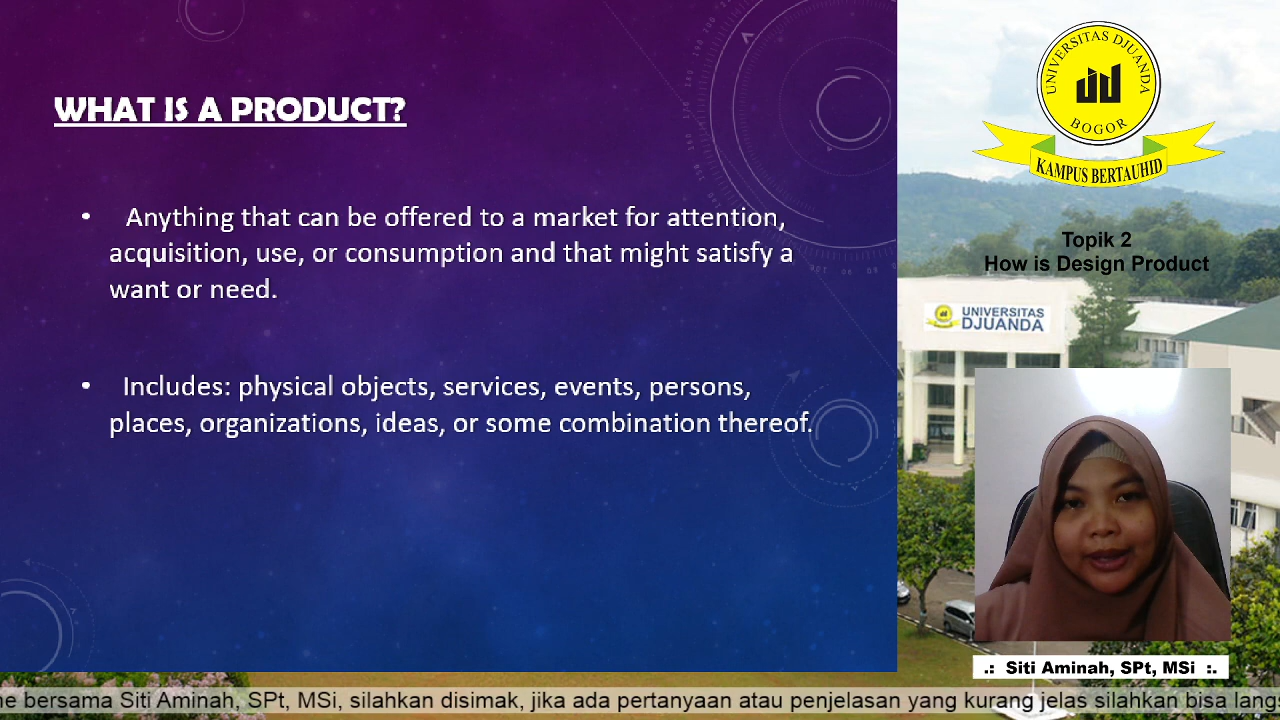 WHAT IS A PRODUCT?
• Anything that can be offered to a market for attention,
acquisition, use, or consumption and that might satisfy a
want or need.
• Includes: physical objects, services, events, persons,
places, organizations, ideas, or some combination thereof.
UNIVERSITAS DJUANDA
BOGOR
KAMPUS BERTAUHID
Topik 2
How is Design Product
UNIVERSITAS
DJUANDA
.: Siti Aminah, SPt, MSi :.
bersama Siti Aminah, SPt, MSi, silahkan disimak, jika ada pertanyaan atau penjelasan yang kurang jelas silahkan bisa